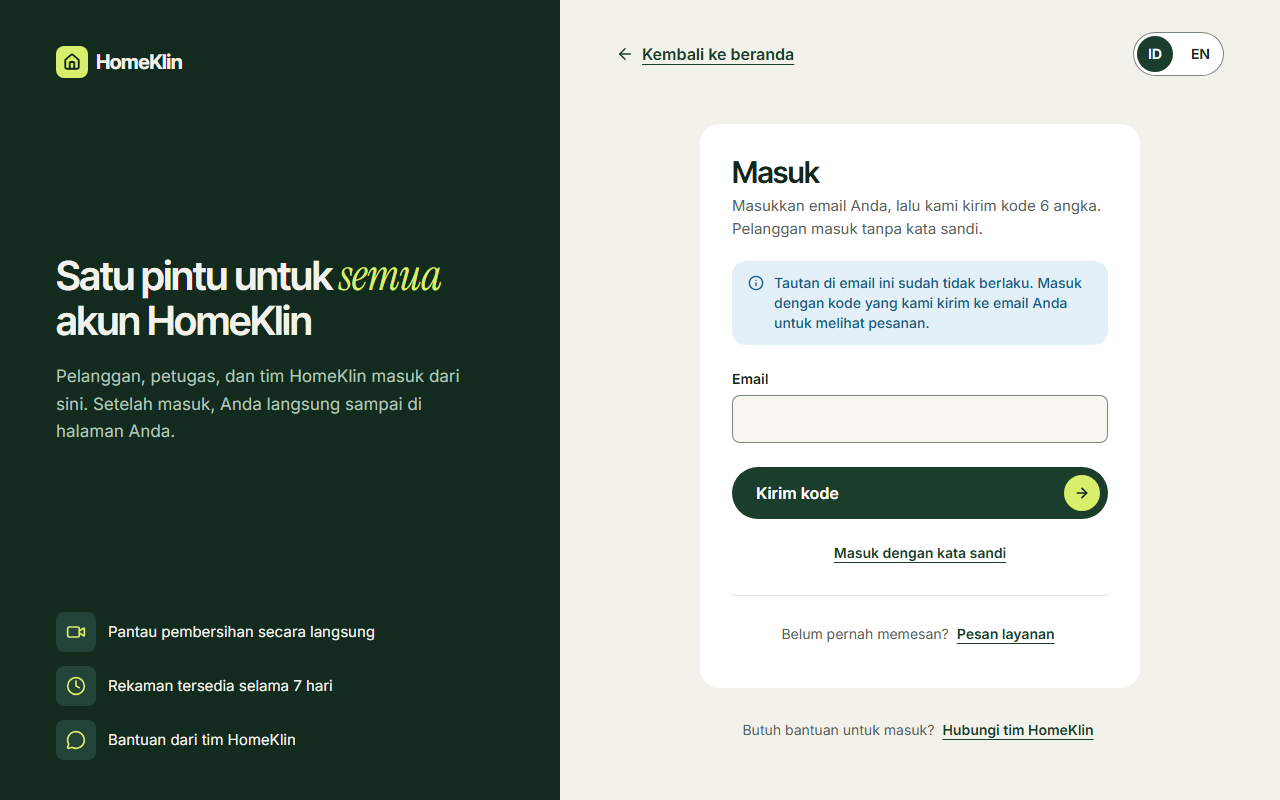 HomeKlin
Satu pintu untuk semua
akun HomeKlin
Pelanggan, petugas, dan tim HomeKlin masuk dari
sini. Setelah masuk, Anda langsung sampai di
halaman Anda.
Pantau pembersihan secara langsung
Rekaman tersedia selama 7 hari
Bantuan dari tim HomeKlin
Kembali ke beranda
ID EN
Masuk
Masukkan email Anda, lalu kami kirim kode 6 angka.
Pelanggan masuk tanpa kata sandi.
Tautan di email ini sudah tidak berlaku. Masuk
dengan kode yang kami kirim ke email Anda
untuk melihat pesanan.
Email
Kirim kode
Masuk dengan kata sandi
Belum pernah memesan? Pesan layanan
Butuh bantuan untuk masuk? Hubungi tim HomeKlin